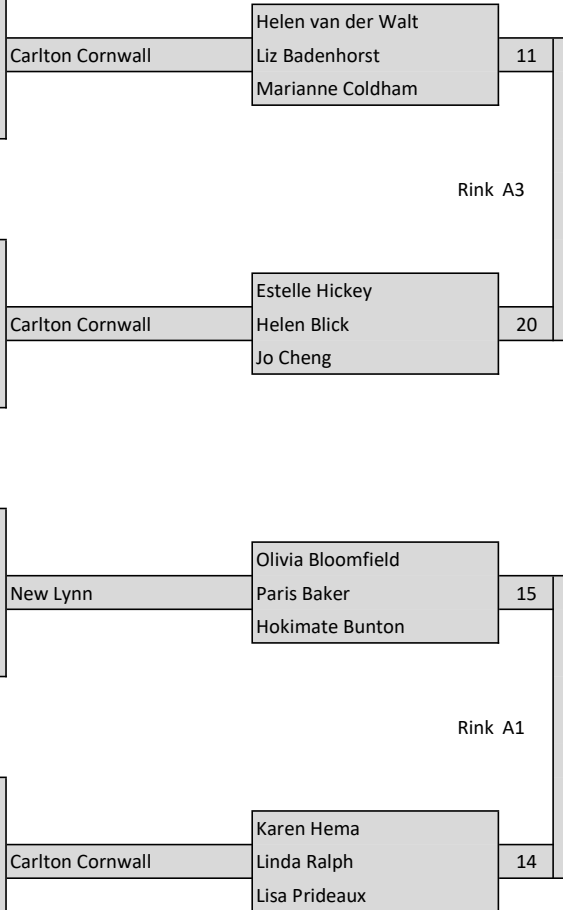 Helen van der Walt
Carlton Cornwall Liz Badenhorst 11
Marianne Coldham
Rink A3
Estelle Hickey
Carlton Cornwall Helen Blick 20
Jo Cheng
Olivia Bloomfield
New Lynn Paris Baker 15
Hokimate Bunton
Rink A1
Karen Hema
Carlton Cornwall Linda Ralph 14
Lisa Prideaux